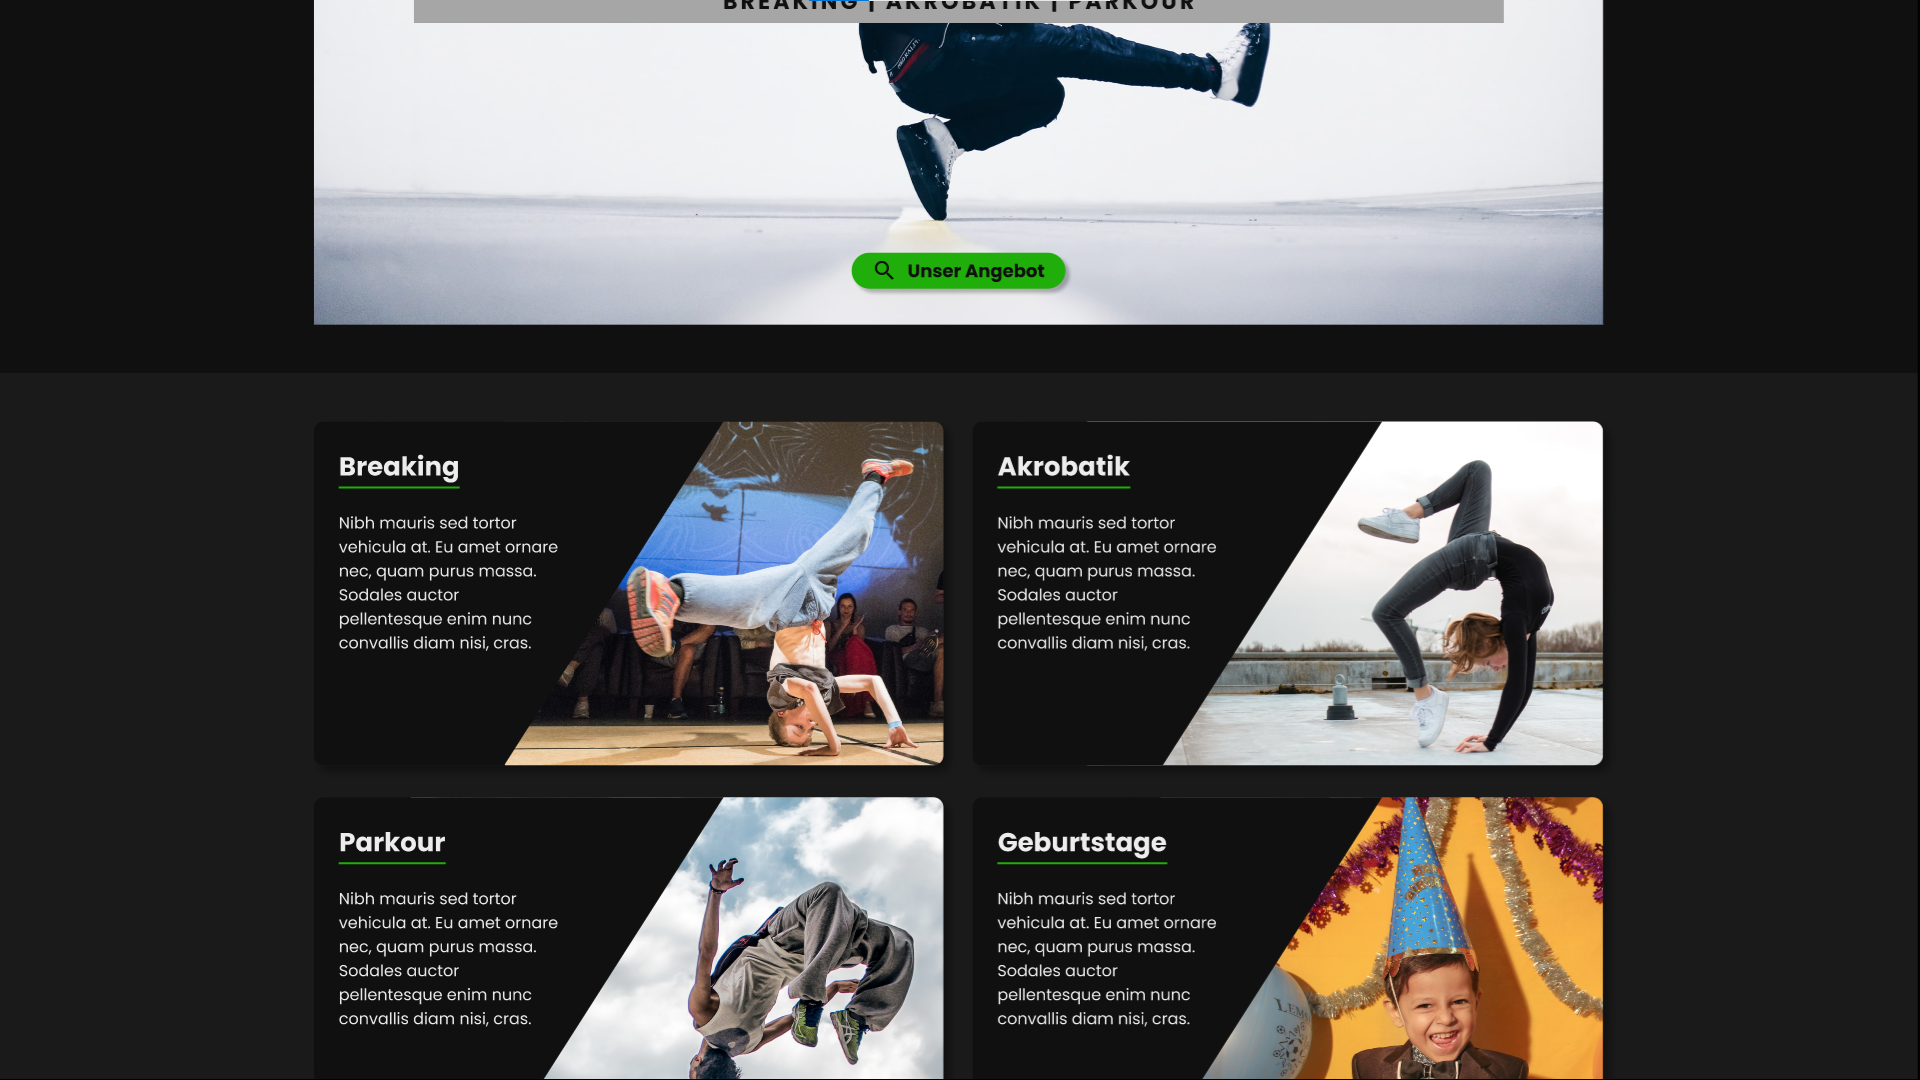 BREAKING | AKROBATIK | PARKOUR
Unser Angebot
Breaking
Nibh mauris sed tortor
vehicula at. Eu amet ornare
nec, quam purus massa.
Sodales auctor
pellentesque enim nunc
convallis diam nisi, cras.
Akrobatik
Nibh mauris sed tortor
vehicula at. Eu amet ornare
nec, quam purus massa.
Sodales auctor
pellentesque enim nunc
convallis diam nisi, cras.
Parkour
Nibh mauris sed tortor
vehicula at. Eu amet ornare
nec, quam purus massa.
Sodales auctor
pellentesque enim nunc
convallis diam nisi, cras.
Geburtstage
Nibh mauris sed tortor
vehicula at. Eu amet ornare
nec, quam purus massa.
Sodales auctor
pellentesque enim nunc
convallis diam nisi, cras.